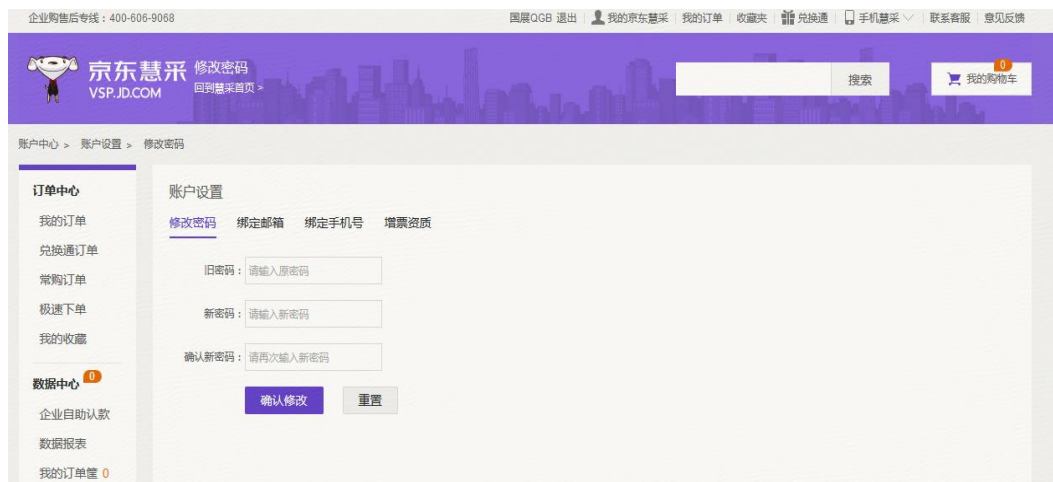 企业购售后专线：400-606-9068
国展QGB 退出 我的京东慧采 我的订单 收藏夹 兑换通 手机慧采 联系客服 意见反馈
京东慧采 修改密码
VSP.JD.COM 回到慧采首页 >
搜索
0
我的购物车
账户中心 > 账户设置 > 修改密码
订单中心
我的订单
兑换通订单
常购订单
极速下单
我的收藏
数据中心 0
企业自助认款
数据报表
我的订单筐 0
账户设置
修改密码 绑定邮箱 绑定手机号 增票资质
旧密码： 请输入原密码
新密码： 请输入新密码
确认新密码： 请再次输入新密码
确认修改 重置